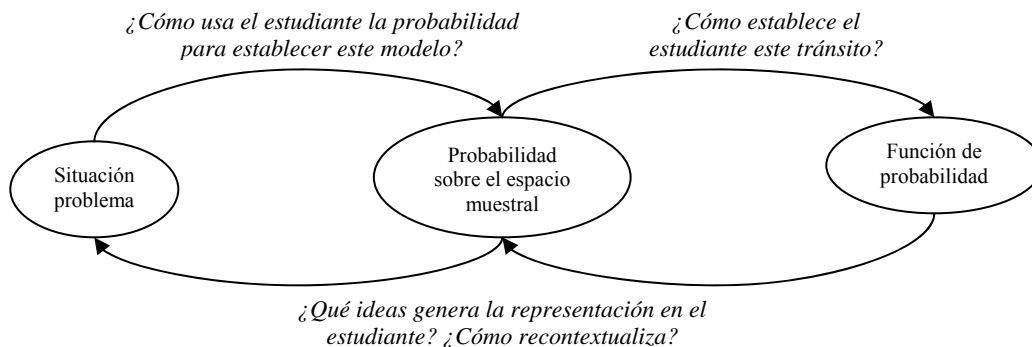 ¿Cómo usa el estudiante la probabilidad
para establecer este modelo?
¿Cómo establece el
estudiante este tránsito?
Situación
problema
Probabilidad
sobre el espacio
muestral
Función de
probabilidad
¿Qué ideas genera la representación en el
estudiante? ¿Cómo recontextualiza?